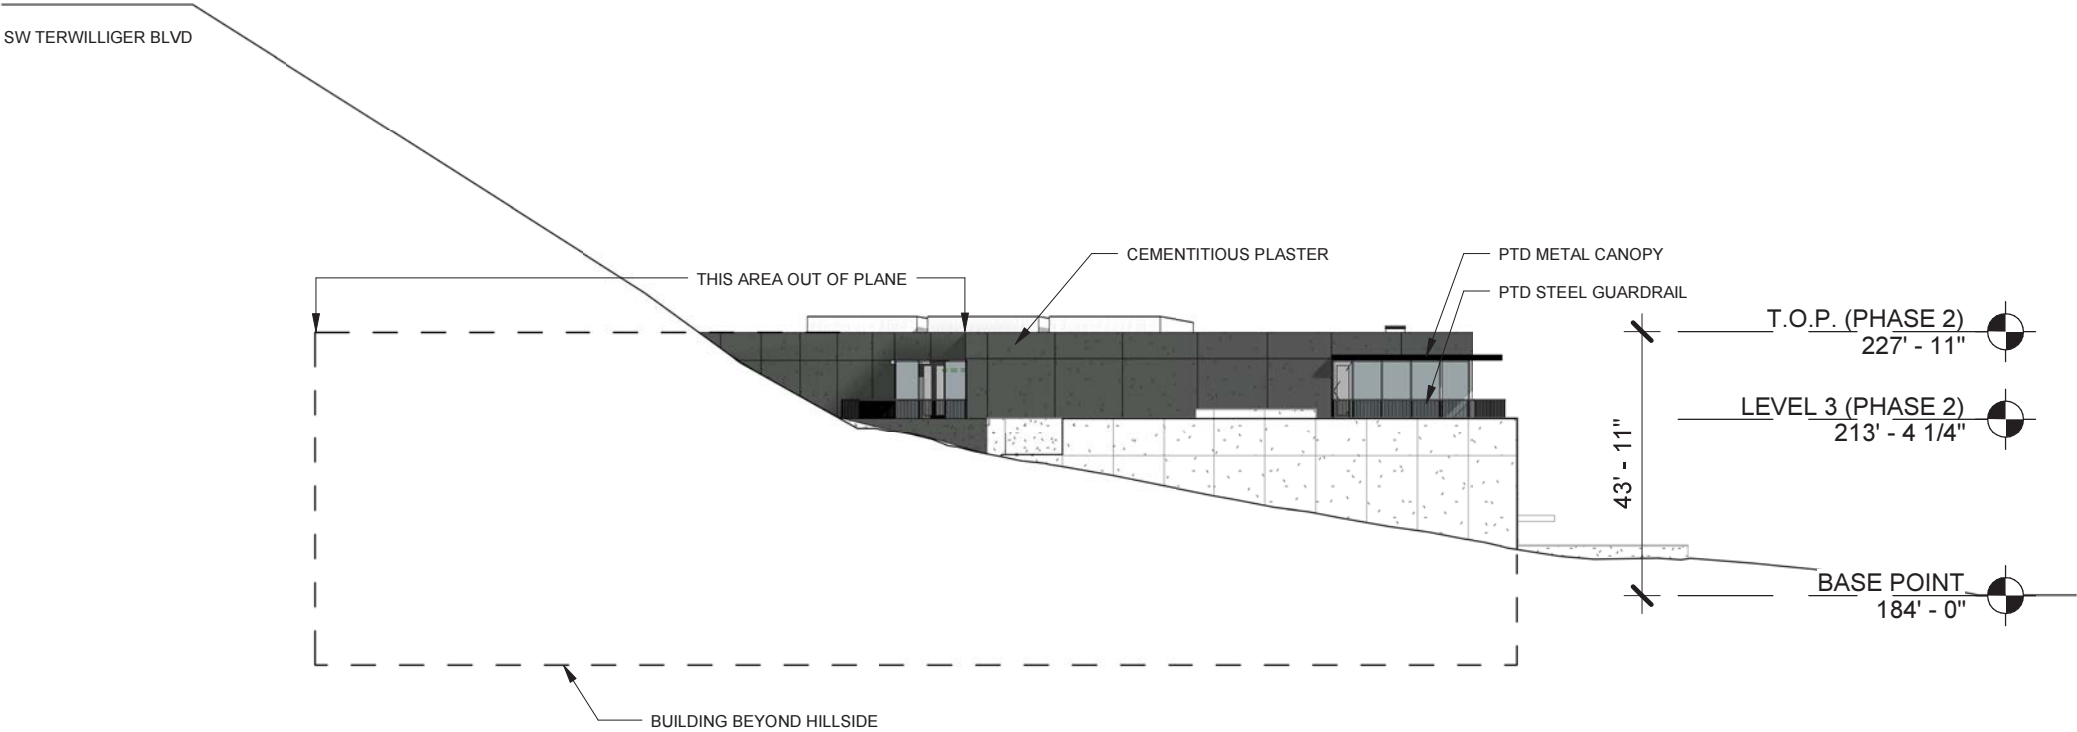 SW TERWILLIGER BLVD
CEMENTITIOUS PLASTER
PTD METAL CANOPY
THIS AREA OUT OF PLANE
PTD STEEL GUARDRAIL
T.O.P. (PHASE 2)
227' - 11"
LEVEL 3 (PHASE 2)
213' - 4 1/4"
43' - 11"
BASE POINT
184' - 0"
BUILDING BEYOND HILLSIDE